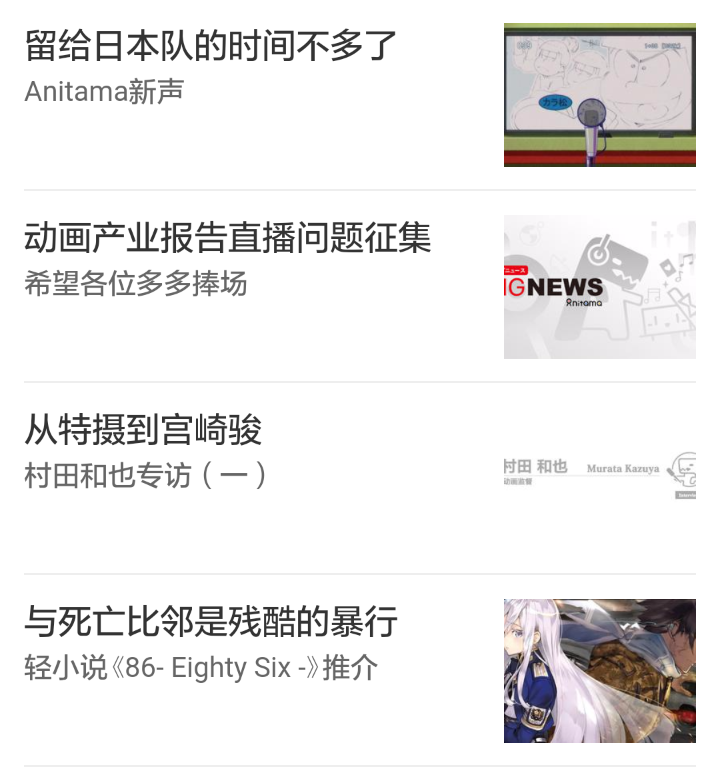 留给日本队的时间不多了
Anitama新声
カラ松
动画产业报告直播问题征集
希望各位多多捧场
ニュース
IGNEWS
Anitama
从特摄到宫崎骏
村田和也专访（一）
村田 和也 Murata Kazuya
动画监督
与死亡比邻是残酷的暴行
轻小说《86- Eighty Six -》推介